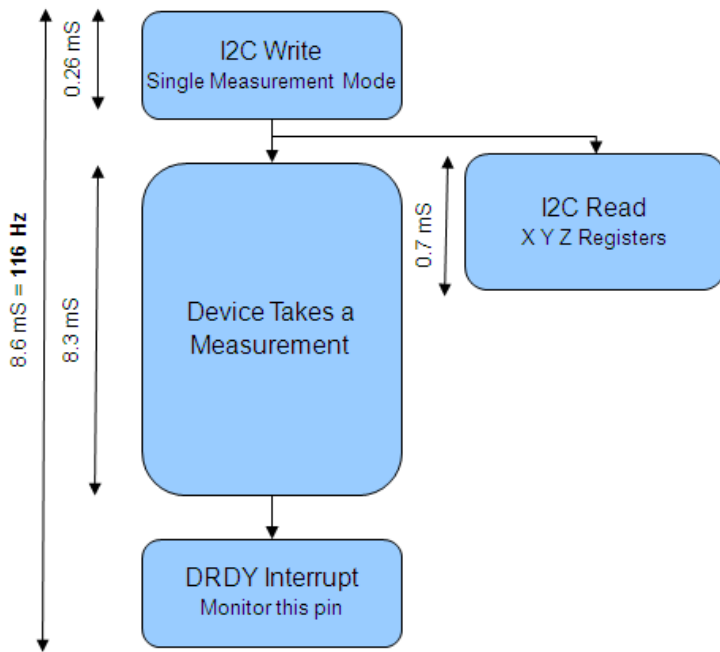 0.26 mS
I2C Write
Single Measurement Mode
8.6 mS = 116 Hz
8.3 mS
Device Takes a
Measurement
0.7 mS
I2C Read
X Y Z Registers
DRDY Interrupt
Monitor this pin